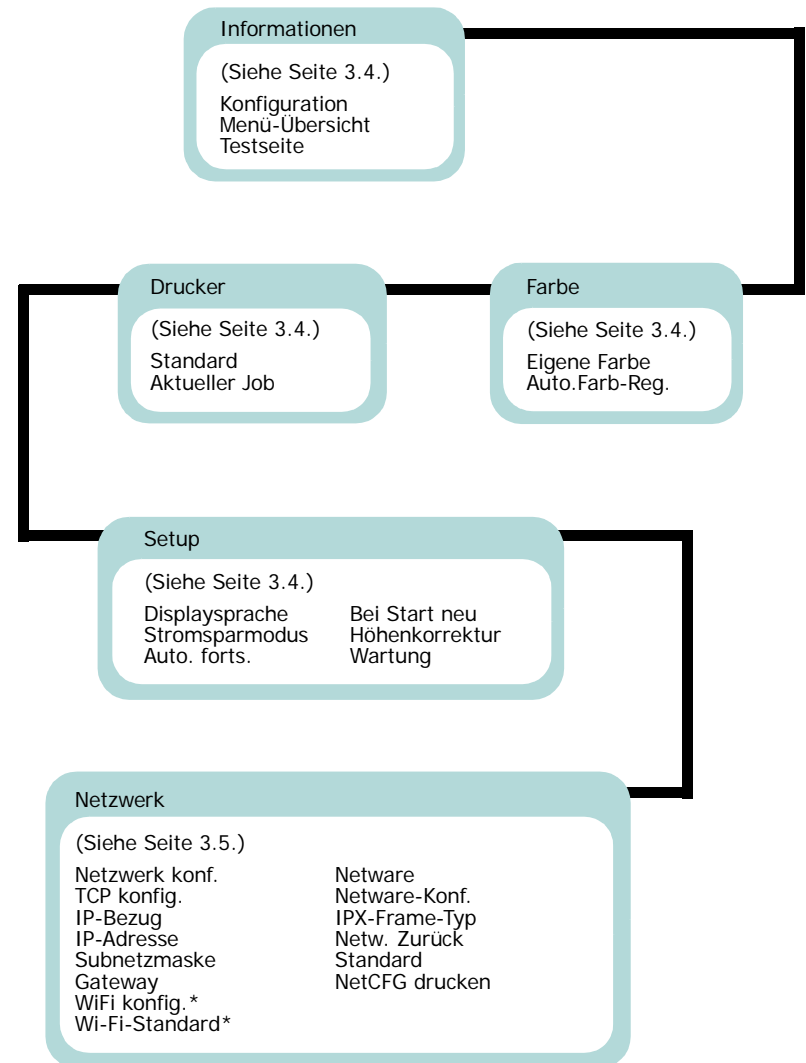 Informationen
(Siehe Seite 3.4.)
Konfiguration
Menü-Übersicht
Testseite
Drucker
(Siehe Seite 3.4.)
Standard
Aktueller Job
Farbe
(Siehe Seite 3.4.)
Eigene Farbe
Auto.Farb-Reg.
Setup
(Siehe Seite 3.4.)
Displaysprache
Stromsparmodus
Auto. forts.
Bei Start neu
Höhenkorrektur
Wartung
Netzwerk
(Siehe Seite 3.5.)
Netzwerk konf.
TCP konfig.
IP-Bezug
IP-Adresse
Subnetzmaske
Gateway
WiFi konfig.*
Wi-Fi-Standard*
Netware
Netware-Konf.
IPX-Frame-Typ
Netw. Zurück
Standard
NetCFG drucken